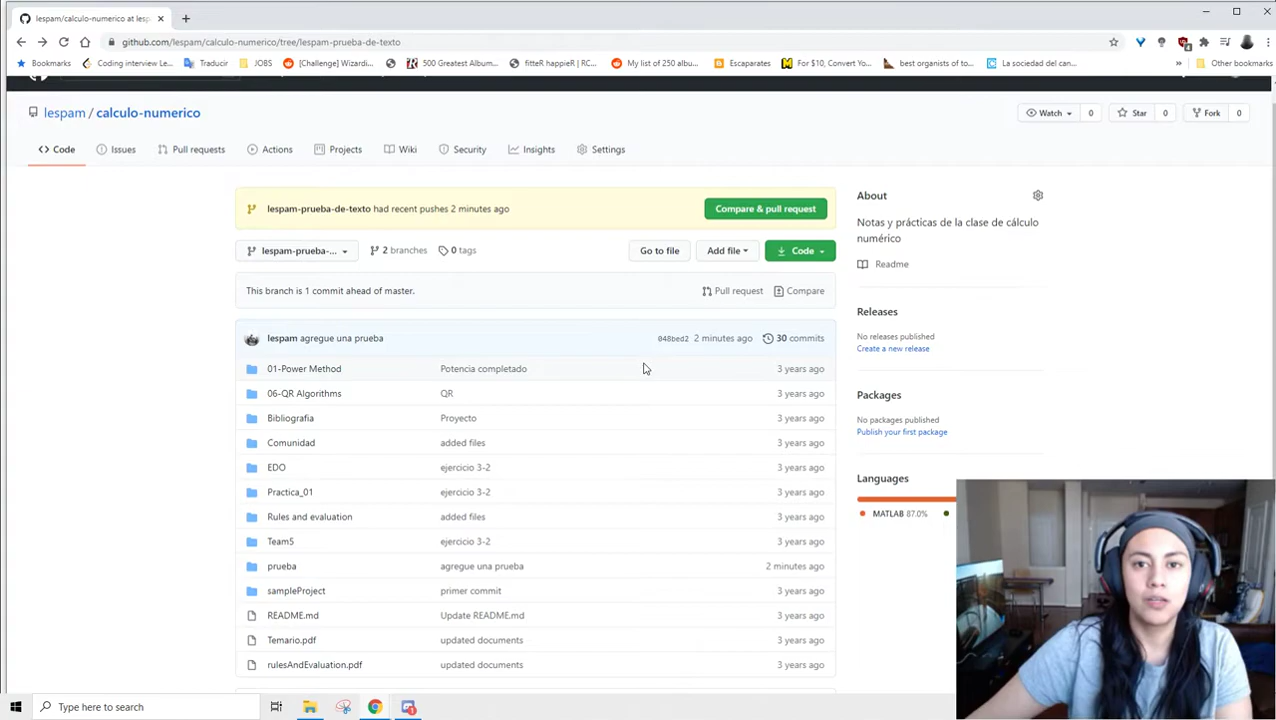 lespam/calculo-numerico at lesp
github.com/lespam/calculo-numerico/tree/lespam-prueba-de-texto
Bookmarks
Coding interview Le...
Traducir
JOBS
[Challenge] Wizardi...
500 Greatest Album...
fitteR happieR | RC...
My list of 250 albu...
Escaparates
For $10, Convert Yo...
best organists of to...
La sociedad del can...
Other bookmarks
lespam / calculo-numerico
Watch 0
Star 0
Fork 0
Code
Issues
Pull requests
Actions
Projects
Wiki
Security
Insights
Settings
lespam-prueba-de-texto had recent pushes 2 minutes ago
Compare & pull request
lespam-prueba-...
2 branches
0 tags
Go to file
Add file
Code
This branch is 1 commit ahead of master.
Pull request
Compare
lespam agregue una prueba 048bed2 2 minutes ago 30 commits
01-Power Method Potencia completado 3 years ago
06-QR Algorithms QR 3 years ago
Bibliografía Proyecto 3 years ago
Comunidad added files 3 years ago
EDO ejercicio 3-2 3 years ago
Practica_01 ejercicio 3-2 3 years ago
Rules and evaluation added files 3 years ago
Team5 ejercicio 3-2 3 years ago
prueba agregue una prueba 2 minutes ago
sampleProject primer commit 3 years ago
README.md Update README.md 3 years ago
Temario.pdf updated documents 3 years ago
rulesAndEvaluation.pdf updated documents 3 years ago
About
Notas y prácticas de la clase de cálculo
numérico
Readme
Releases
No releases published
Create a new release
Packages
No packages published
Publish your first package
Languages
MATLAB 87.0%
Type here to search